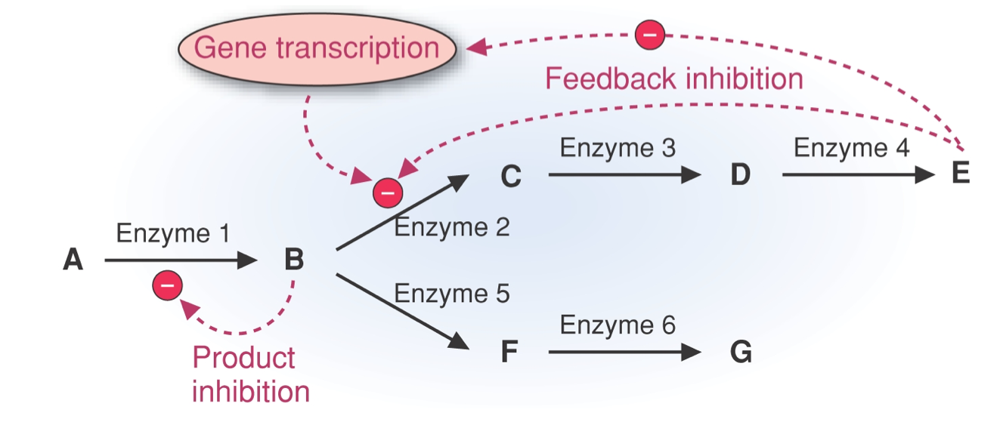 Gene transcription
−
Feedback inhibition
Enzyme 3
Enzyme 4
C
D
E
−
Enzyme 2
Enzyme 1
A
B
−
Enzyme 5
Enzyme 6
F
G
Product
inhibition